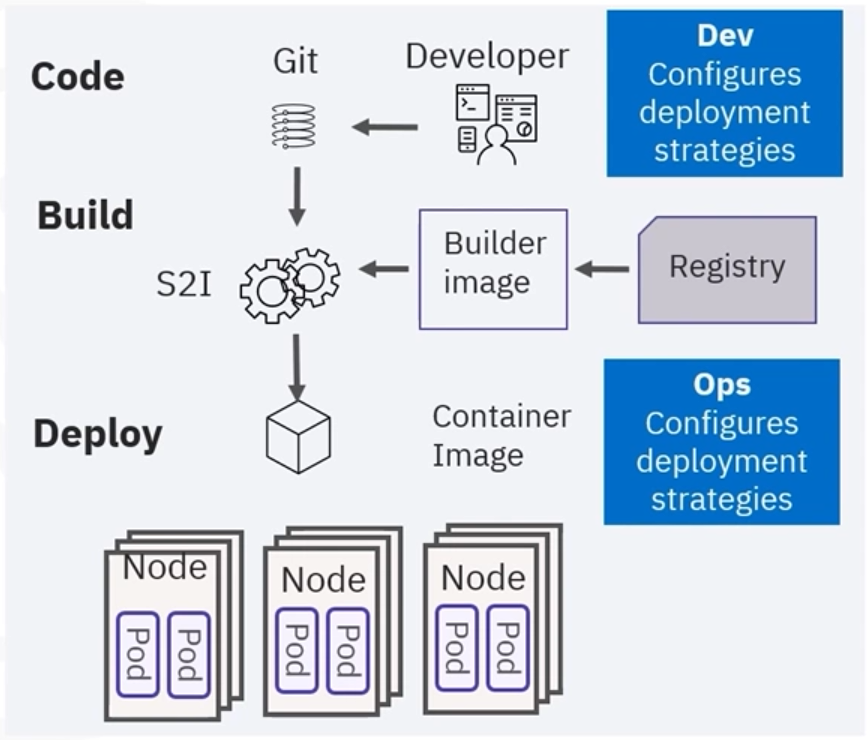 Code
Git
Developer
Dev
Configures
deployment
strategies
Build
S2I
Builder
image
Registry
Deploy
Container
Image
Ops
Configures
deployment
strategies
Node
Pod
Pod
Node
Pod
Pod
Node
Pod
Pod